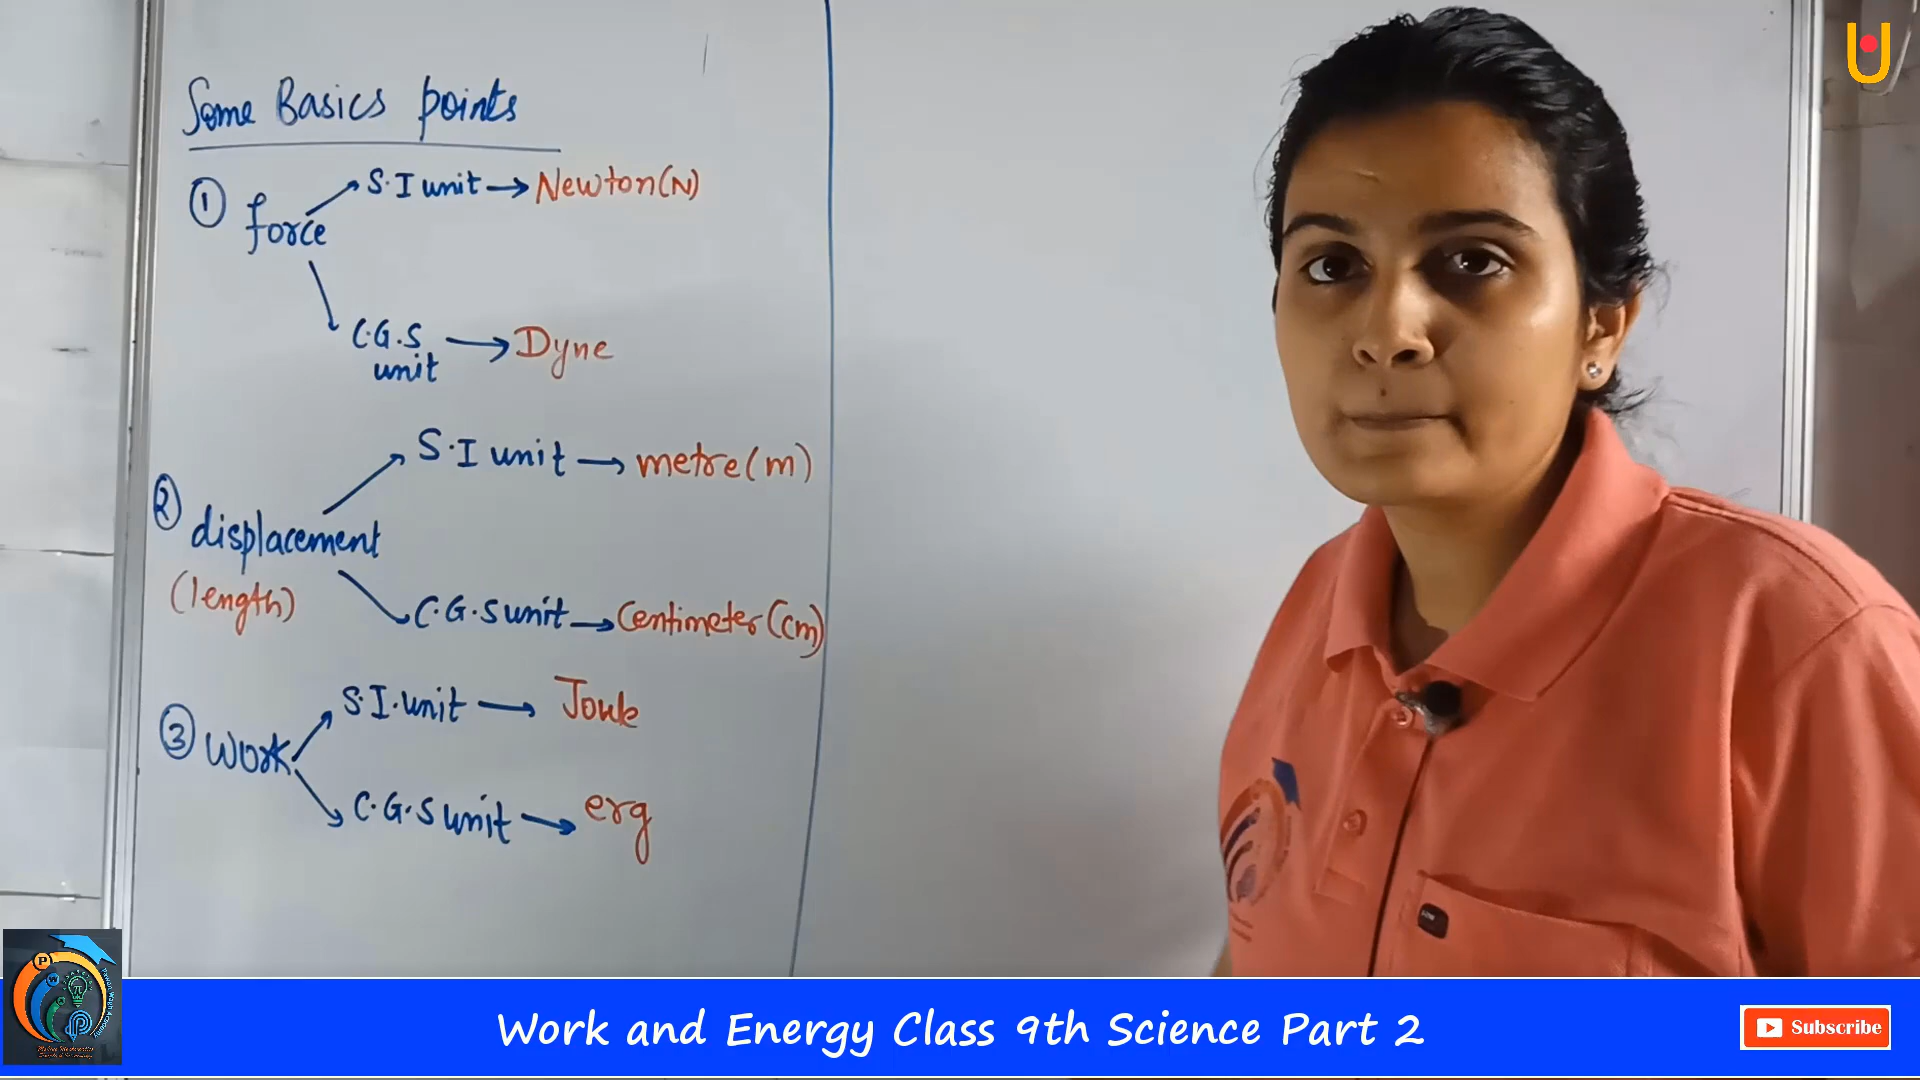 Some Basics points
① force
S.I unit → Newton(N)
C.G.S unit → Dyne
② displacement
(length)
S.I unit → metre(m)
C.G.S unit → Centimeter(cm)
③ Work
S.I. unit → Joule
C.G.S unit → erg
Work and Energy Class 9th Science Part 2
Subscribe